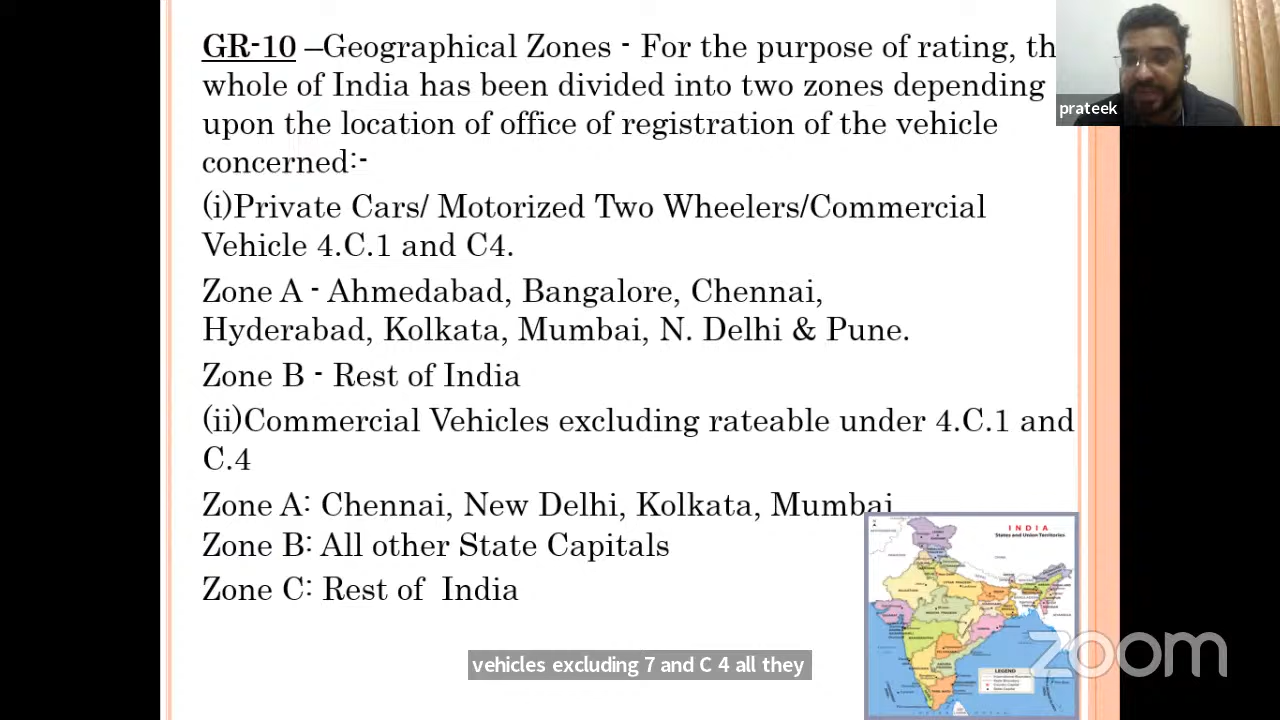 GR-10 –Geographical Zones - For the purpose of rating, th
whole of India has been divided into two zones depending
upon the location of office of registration of the vehicle
concerned:-
(i)Private Cars/ Motorized Two Wheelers/Commercial
Vehicle 4.C.1 and C4.
Zone A - Ahmedabad, Bangalore, Chennai,
Hyderabad, Kolkata, Mumbai, N. Delhi & Pune.
Zone B - Rest of India
(ii)Commercial Vehicles excluding rateable under 4.C.1 and
C.4
Zone A: Chennai, New Delhi, Kolkata, Mumbai
Zone B: All other State Capitals
Zone C: Rest of India
prateek
INDIA
States and Union Territories
LEGEND
zoom
vehicles excluding 7 and C 4 all they